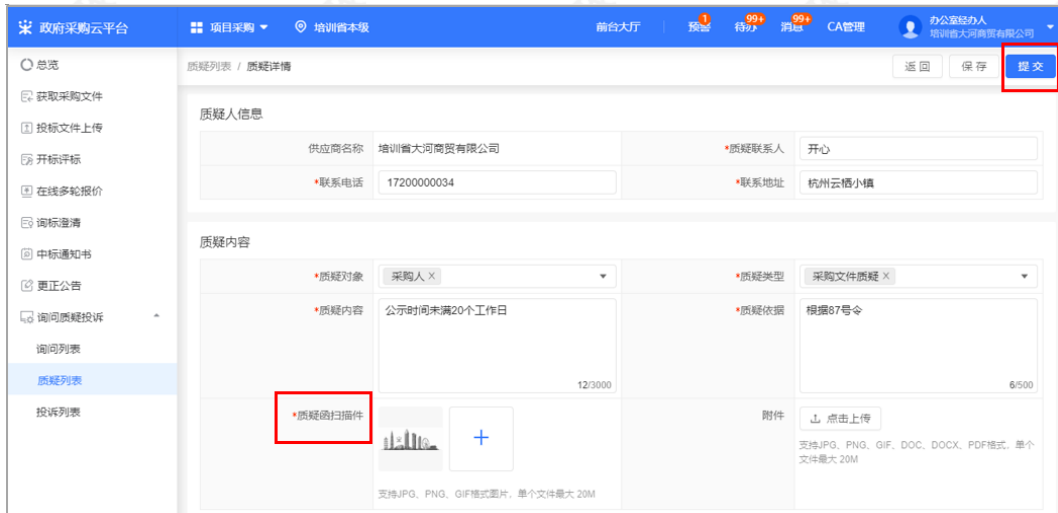 政府采购云平台 项目采购 培训省本级 前台大厅 预警 1 待办 99+ 消息 99+ CA管理 办公室经办人
培训省大河商贸有限公司
总览
质疑列表 / 质疑详情 返回 保存 提交
获取采购文件
投标文件上传
开标评标
在线多轮报价
询标澄清
中标通知书
更正公告
询问质疑投诉
询问列表
质疑列表
投诉列表
质疑人信息
供应商名称 培训省大河商贸有限公司 *质疑联系人 开心
*联系电话 17200000034 *联系地址 杭州云栖小镇
质疑内容
*质疑对象 采购人 × *质疑类型 采购文件质疑 ×
*质疑内容 公示时间未满20个工作日 *质疑依据 根据87号令
12/3000 6/500
*质疑函扫描件 附件 点击上传
支持JPG、PNG、GIF、DOC、DOCX、PDF格式，单个
文件最大 20M
支持JPG、PNG、GIF格式图片，单个文件最大 20M